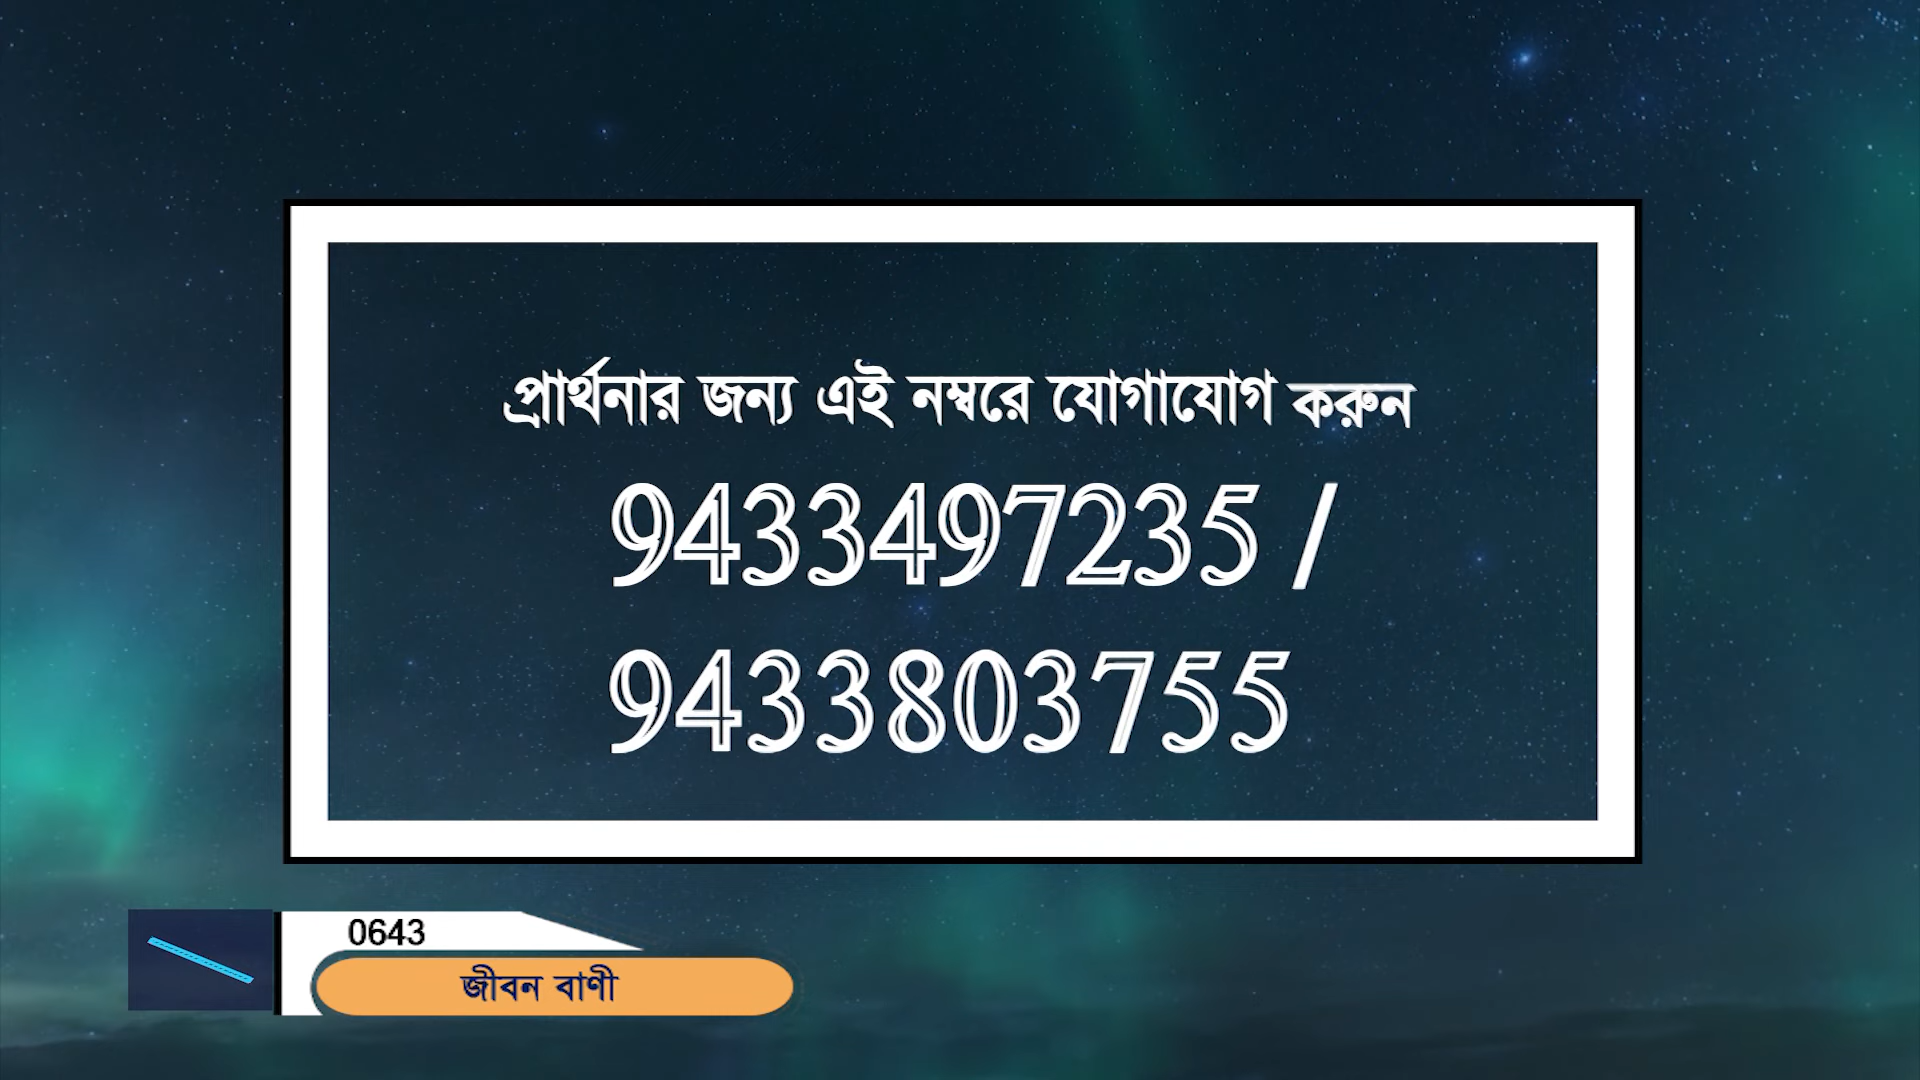 প্রার্থনার জন্য এই নম্বরে যোগাযোগ করুন
9433497235 /
9433803755
0643
জীবন বাণী